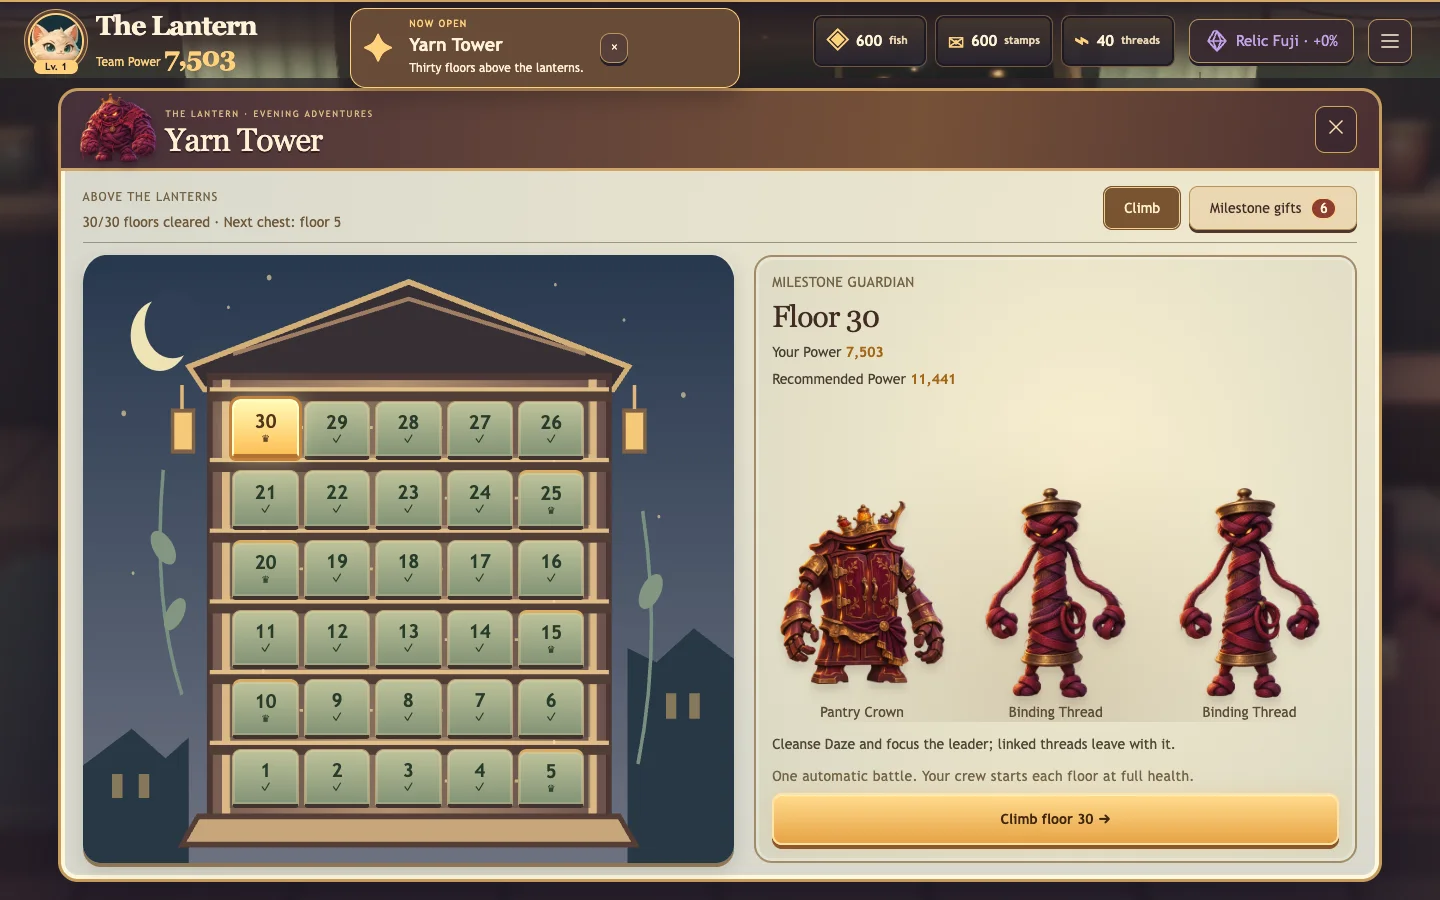 The Lantern
Team Power 7,503
Lv. 1
NOW OPEN
Yarn Tower
Thirty floors above the lanterns.
×
600 fish
600 stamps
40 threads
Relic Fuji · +0%
THE LANTERN · EVENING ADVENTURES
Yarn Tower
ABOVE THE LANTERNS
30/30 floors cleared · Next chest: floor 5
Climb
Milestone gifts 6
30 29 28 27 26
21 22 23 24 25
20 19 18 17 16
11 12 13 14 15
10 9 8 7 6
1 2 3 4 5
MILESTONE GUARDIAN
Floor 30
Your Power 7,503
Recommended Power 11,441
Pantry Crown
Binding Thread
Binding Thread
Cleanse Daze and focus the leader; linked threads leave with it.
One automatic battle. Your crew starts each floor at full health.
Climb floor 30 →